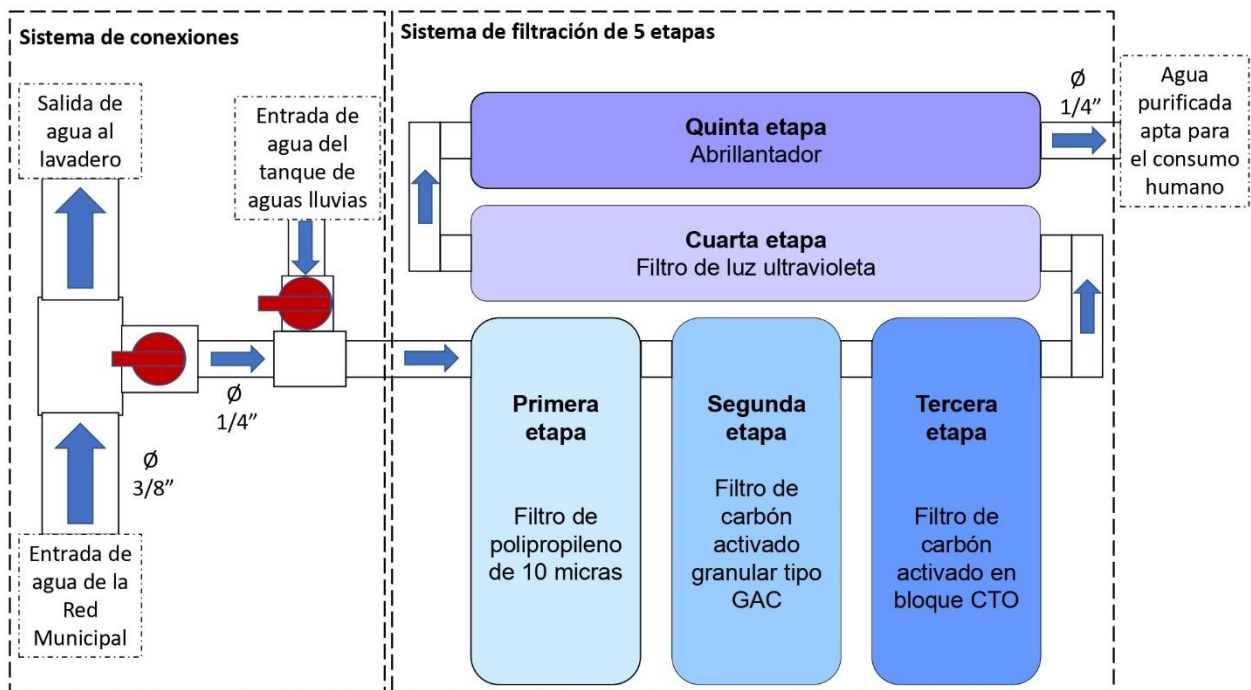 Sistema de conexiones
Salida de
agua al
lavadero
Entrada de
agua del
tanque de
aguas lluvias
Ø
1/4”
Ø
3/8”
Entrada de
agua de la
Red
Municipal
Sistema de filtración de 5 etapas
Quinta etapa
Abrillantador
Cuarta etapa
Filtro de luz ultravioleta
Primera
etapa
Filtro de
polipropileno
de 10 micras
Segunda
etapa
Filtro de
carbón
activado
granular tipo
GAC
Tercera
etapa
Filtro de
carbón
activado en
bloque CTO
Ø
1/4”
Agua
purificada
apta para
el consumo
humano